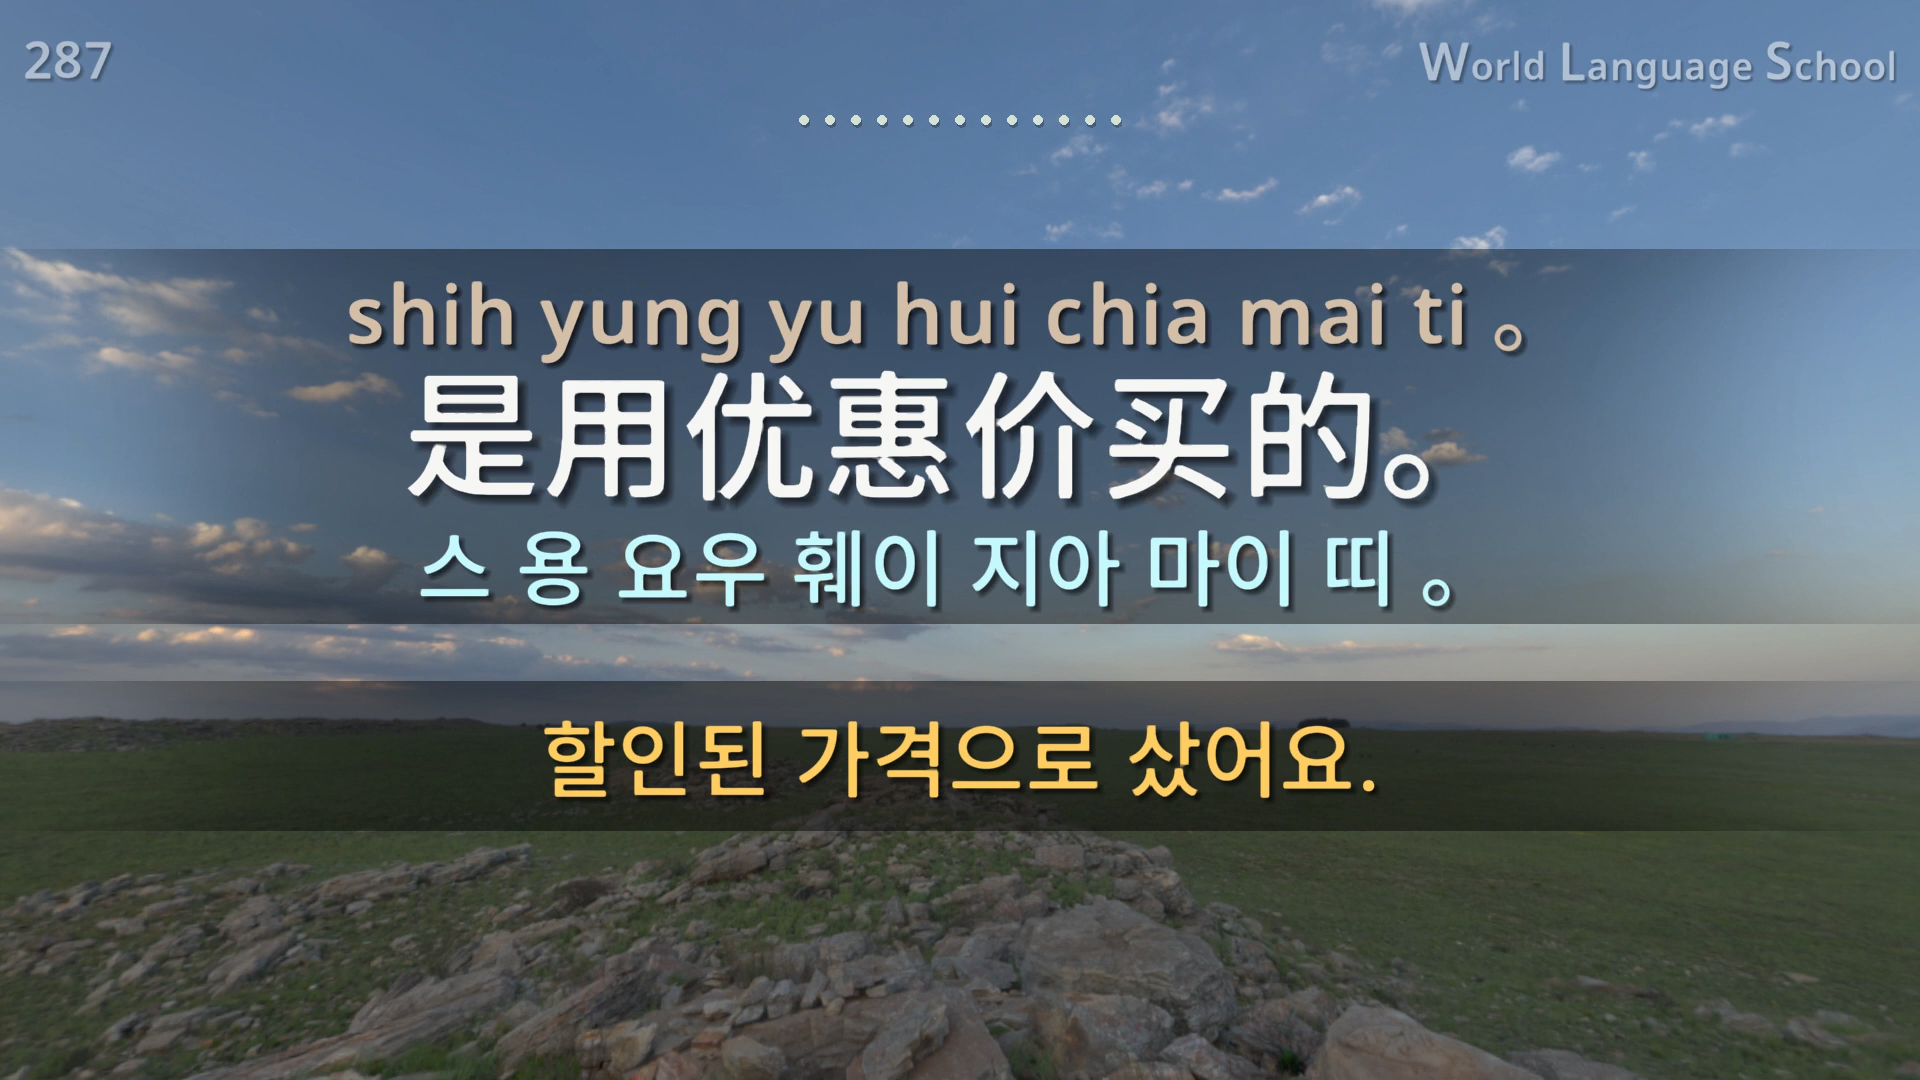 287
World Language School
shih yung yu hui chia mai ti 。
是用优惠价买的。
스 용 요우 훼이 지아 마이 띠 。
할인된 가격으로 샀어요.